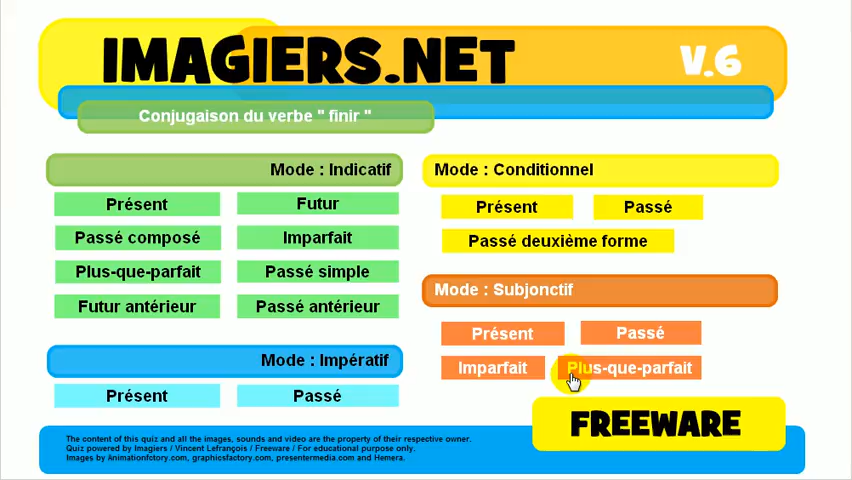 IMAGIERS.NET
V.6
Conjugaison du verbe " finir "
Mode : Indicatif
Présent
Futur
Passé composé
Imparfait
Plus-que-parfait
Passé simple
Futur antérieur
Passé antérieur
Mode : Impératif
Présent
Passé
Mode : Conditionnel
Présent
Passé
Passé deuxième forme
Mode : Subjonctif
Présent
Passé
Imparfait
Plus-que-parfait
FREEWARE
The content of this quiz and all the images, sounds and video are the property of their respective owner.
Quiz powered by Imagiers / Vincent Lefrançois / Freeware / For educational purpose only.
Images by Animationfctory.com, graphicsfactory.com, presentermedia.com and Hemera.